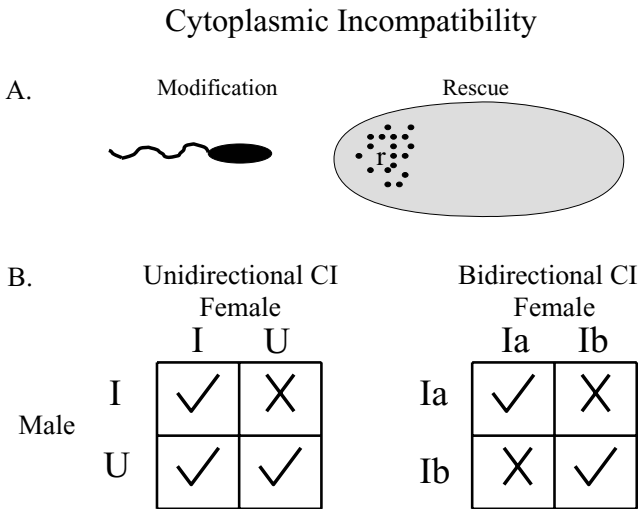 Cytoplasmic Incompatibility
A. Modification Rescue
r
B. Unidirectional CI Bidirectional CI
Female Female
I U Ia Ib
I Ia
Male
U Ib